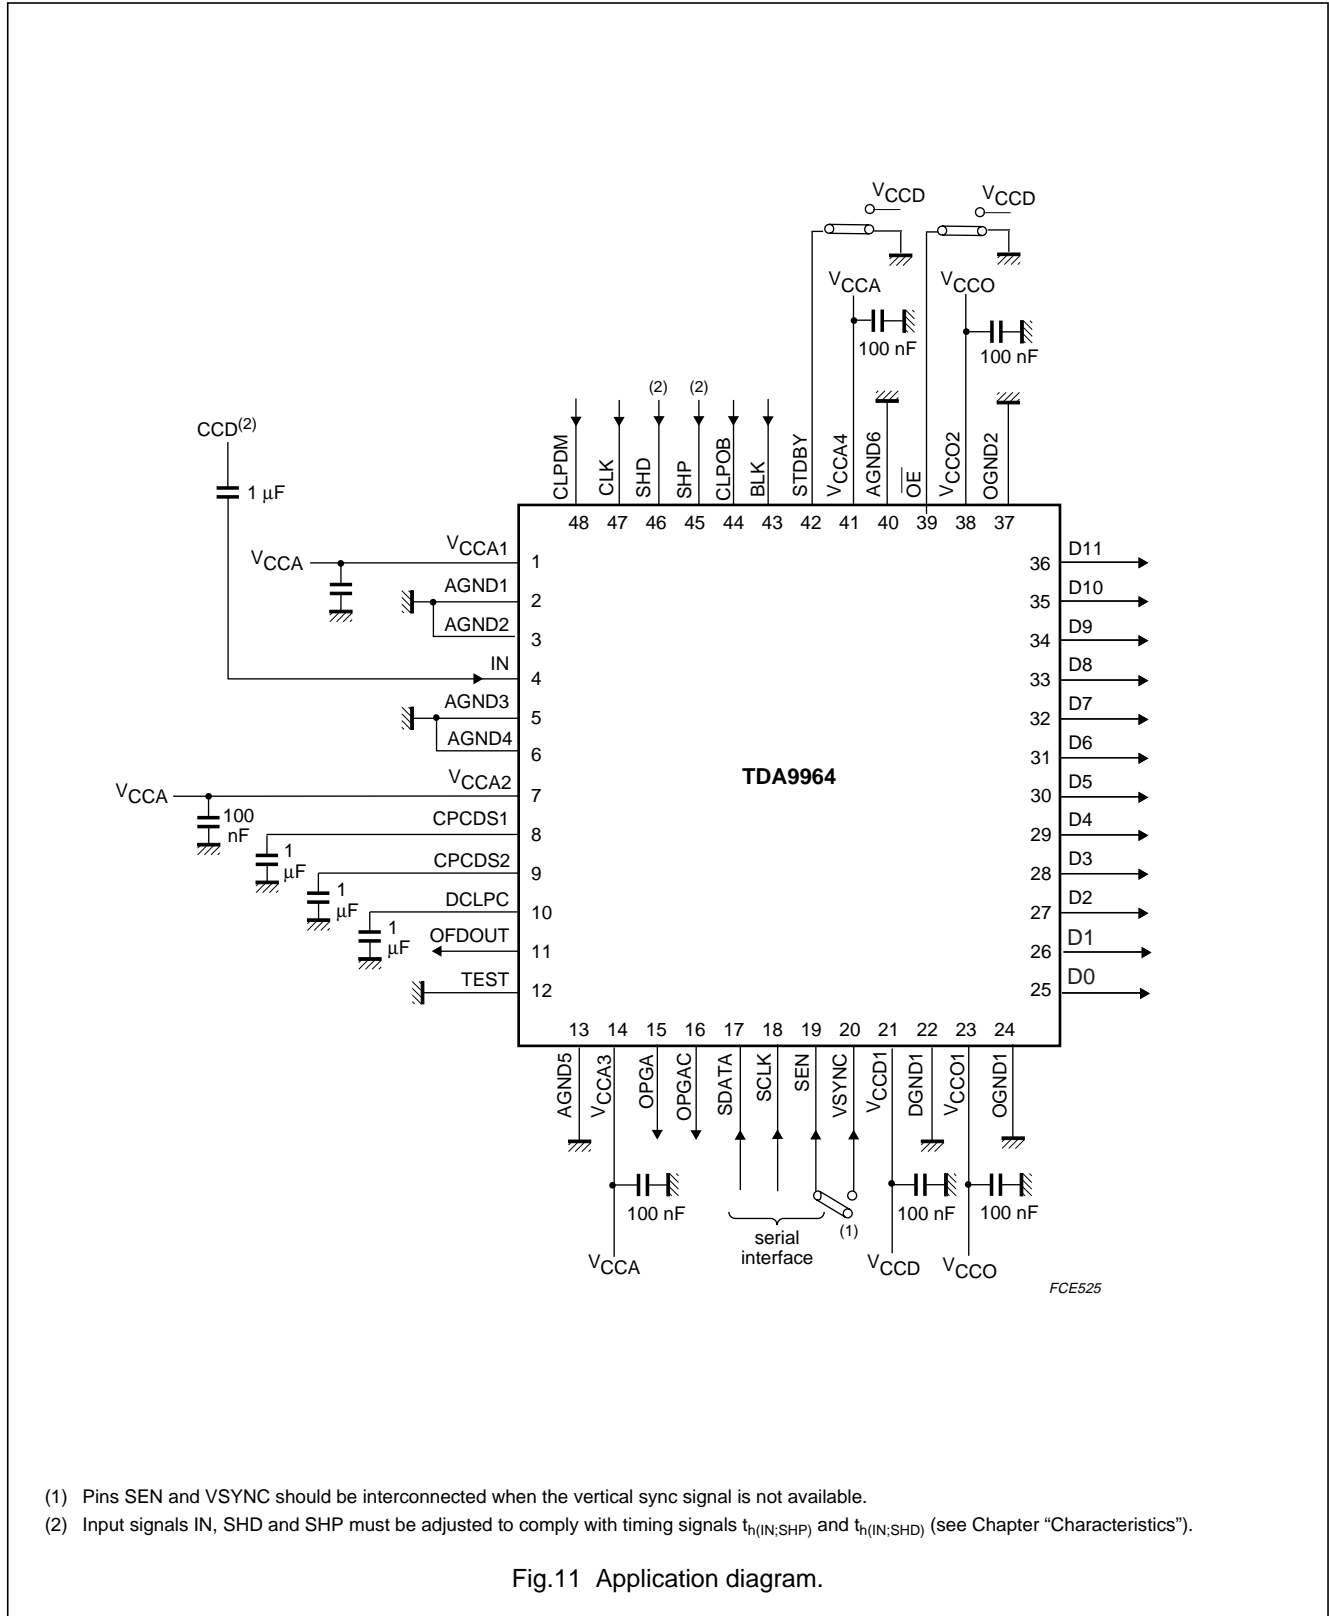 VCCD
VCCD
VCCA
VCCO
100 nF
100 nF
(2)
(2)
CCD(2)
1 μF
CLPDM
CLK
SHD
SHP
CLPOB
BLK
STDBY
VCCA4
AGND6
OE
VCCO2
OGND2
48 47 46 45 44 43 42 41 40 39 38 37
VCCA
VCCA1
1
AGND1
2
AGND2
3
IN
4
AGND3
5
AGND4
6
VCCA
VCCA2
7
100
nF
CPCDS1
8
1
μF
CPCDS2
9
1
μF
DCLPC
10
1
μF
OFDOUT
11
TEST
12
TDA9964
36 D11
35 D10
34 D9
33 D8
32 D7
31 D6
30 D5
29 D4
28 D3
27 D2
26 D1
25 D0
13 14 15 16 17 18 19 20 21 22 23 24
AGND5
VCCA3
OPGA
OPGAC
SDATA
SCLK
SEN
VSYNC
VCCD1
DGND1
VCCO1
OGND1
100 nF
(1)
100 nF
100 nF
serial
interface
VCCA
VCCD
VCCO
FCE525
(1) Pins SEN and VSYNC should be interconnected when the vertical sync signal is not available.
(2) Input signals IN, SHD and SHP must be adjusted to comply with timing signals th(IN;SHP) and th(IN;SHD) (see Chapter “Characteristics”).
Fig.11 Application diagram.